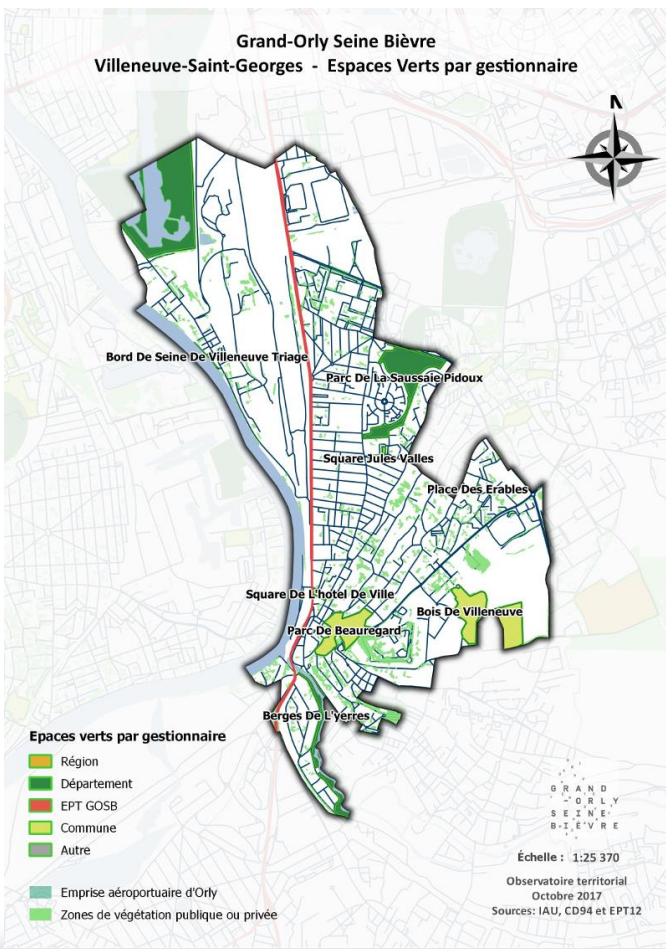 Grand-Orly Seine Bièvre
Villeneuve-Saint-Georges - Espaces Verts par gestionnaire
N
Bord De Seine De Villeneuve Triage
Parc De La Saussaie Pidoux
Square Jules Valles
Place Des Erables
Square De L'hotel De Ville
Bois De Villeneuve
Parc De Beauregard
Berges De L'yerres
Epaces verts par gestionnaire
Région
Département
EPT GOSB
Commune
Autre
Emprise aéroportuaire d'Orly
Zones de végétation publique ou privée
GRAND
-ORLY
SEINE
BIÈVRE
Échelle : 1:25 370
Observatoire territorial
Octobre 2017
Sources: IAU, CD94 et EPT12